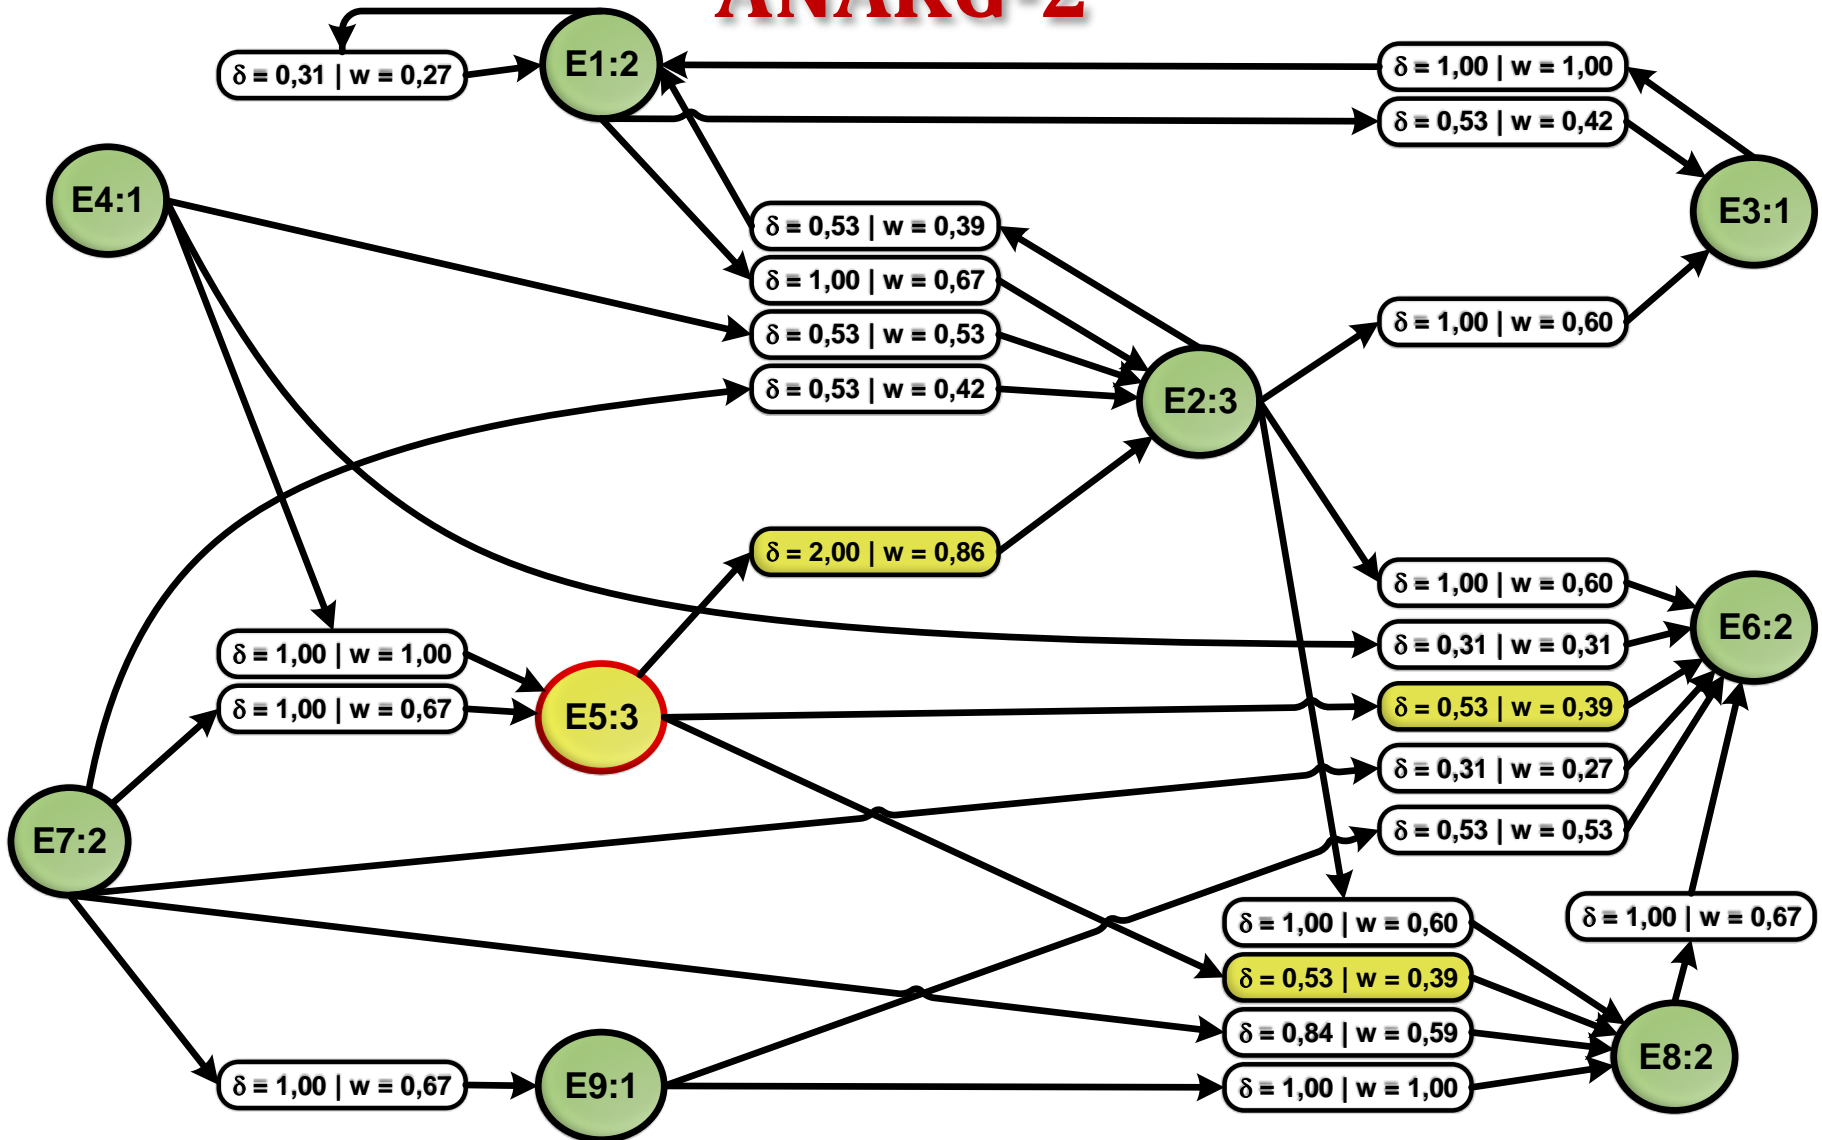 ANAKG-2
δ = 0,31 | w = 0,27
E1:2
δ = 1,00 | w = 1,00
δ = 0,53 | w = 0,42
E4:1
E3:1
δ = 0,53 | w = 0,39
δ = 1,00 | w = 0,67
δ = 0,53 | w = 0,53
δ = 0,53 | w = 0,42
δ = 1,00 | w = 0,60
E2:3
δ = 2,00 | w = 0,86
δ = 1,00 | w = 0,60
δ = 0,31 | w = 0,31
δ = 0,53 | w = 0,39
δ = 0,31 | w = 0,27
δ = 0,53 | w = 0,53
E6:2
δ = 1,00 | w = 1,00
δ = 1,00 | w = 0,67
E5:3
E7:2
δ = 1,00 | w = 0,60
δ = 0,53 | w = 0,39
δ = 0,84 | w = 0,59
δ = 1,00 | w = 1,00
δ = 1,00 | w = 0,67
E8:2
δ = 1,00 | w = 0,67
E9:1